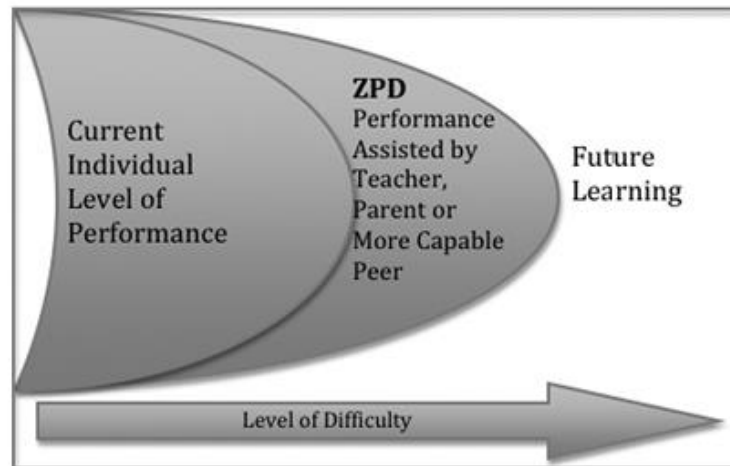 Current
Individual
Level of
Performance
ZPD
Performance
Assisted by
Teacher,
Parent or
More Capable
Peer
Future
Learning
Level of Difficulty